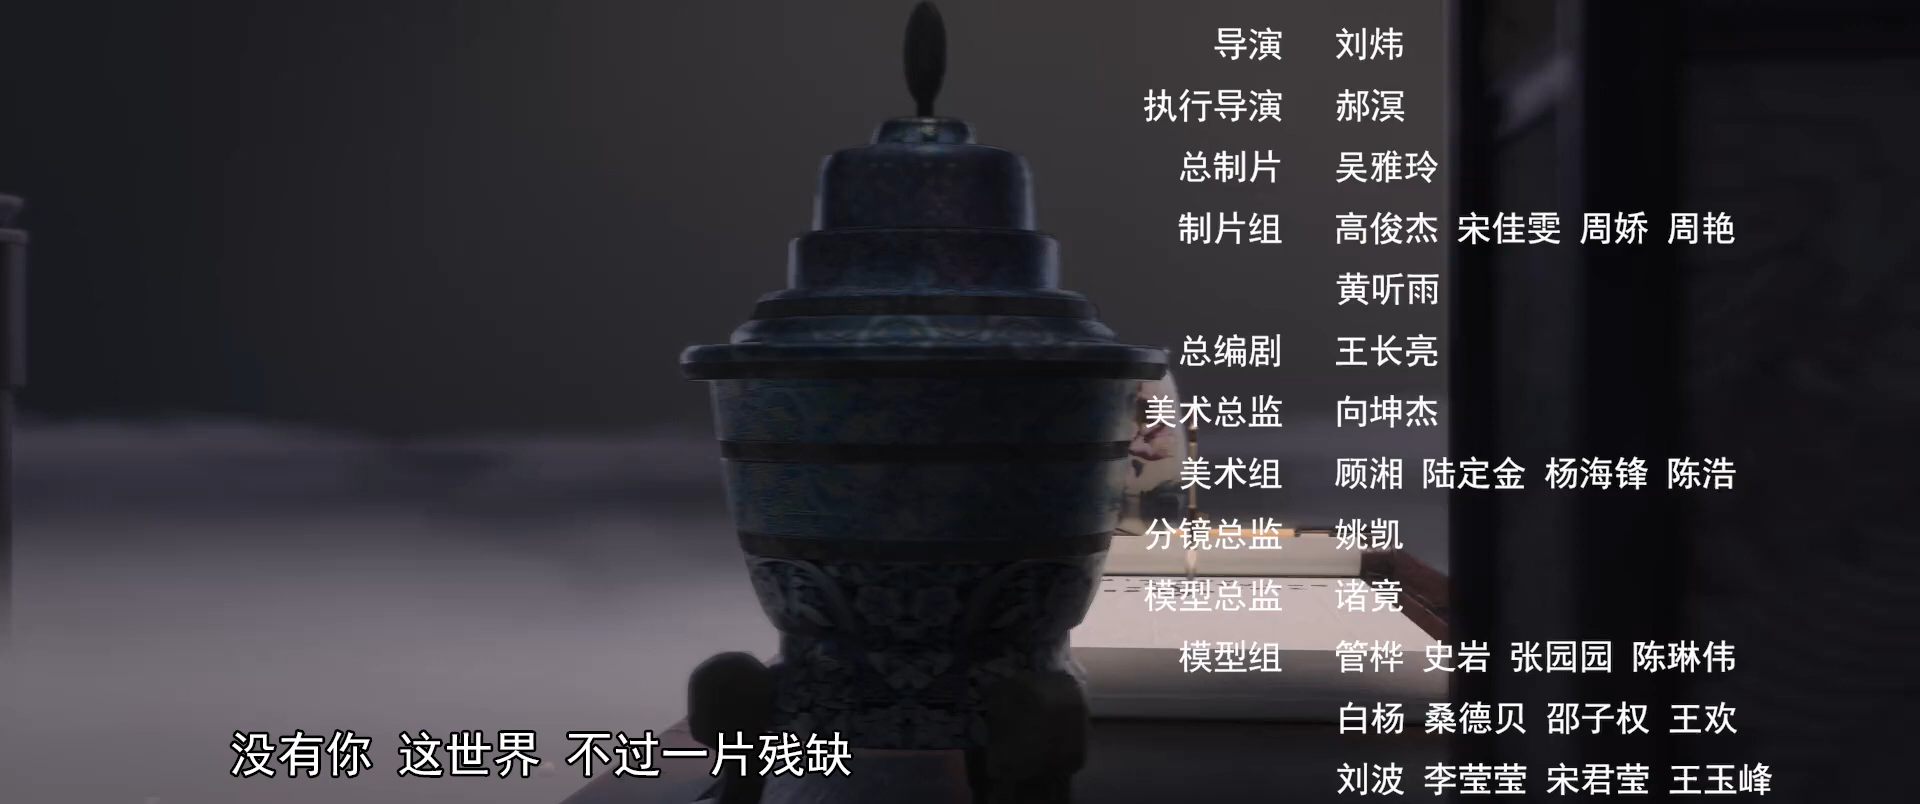 导演 刘炜
执行导演 郝溟
总制片 吴雅玲
制片组 高俊杰 宋佳雯 周娇 周艳
黄听雨
总编剧 王长亮
美术总监 向坤杰
美术组 顾湘 陆定金 杨海锋 陈浩
分镜总监 姚凯
模型总监 诸竟
模型组 管桦 史岩 张园园 陈琳伟
白杨 桑德贝 邵子权 王欢
刘波 李莹莹 宋君莹 王玉峰
没有你 这世界 不过一片残缺